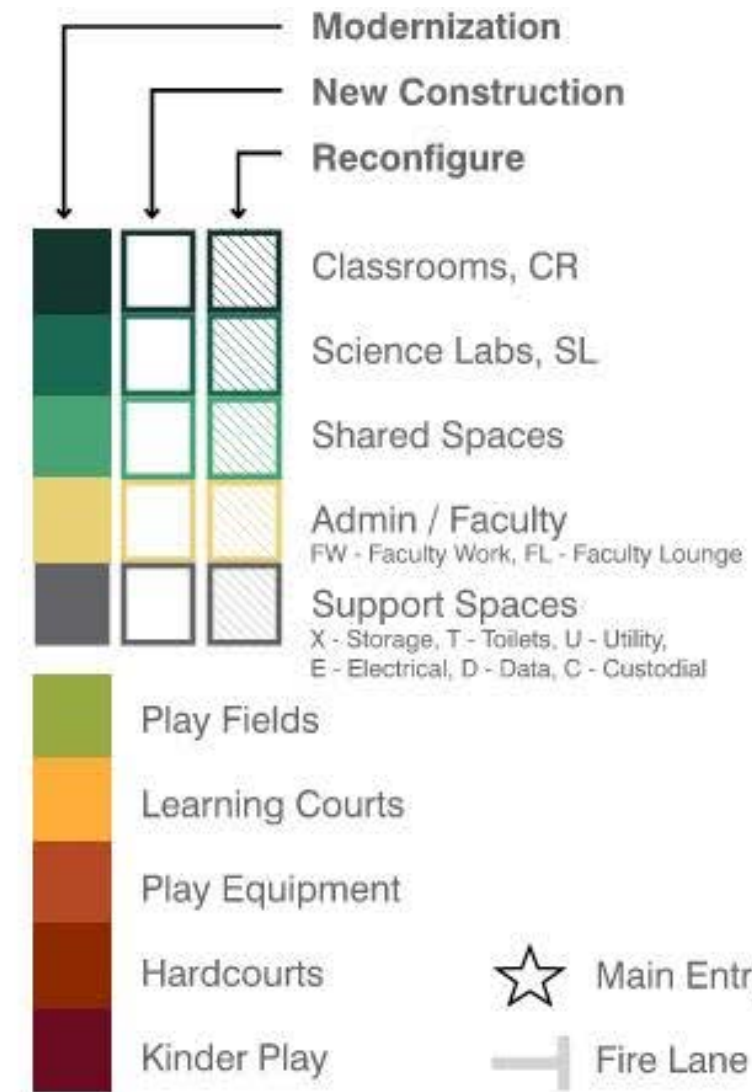 Modernization
New Construction
Reconfigure
Classrooms, CR
Science Labs, SL
Shared Spaces
Admin / Faculty
FW - Faculty Work, FL - Faculty Lounge
Support Spaces
X - Storage, T - Toilets, U - Utility,
E - Electrical, D - Data, C - Custodial
Play Fields
Learning Courts
Play Equipment
Hardcourts
Main Entr
Kinder Play
Fire Lane